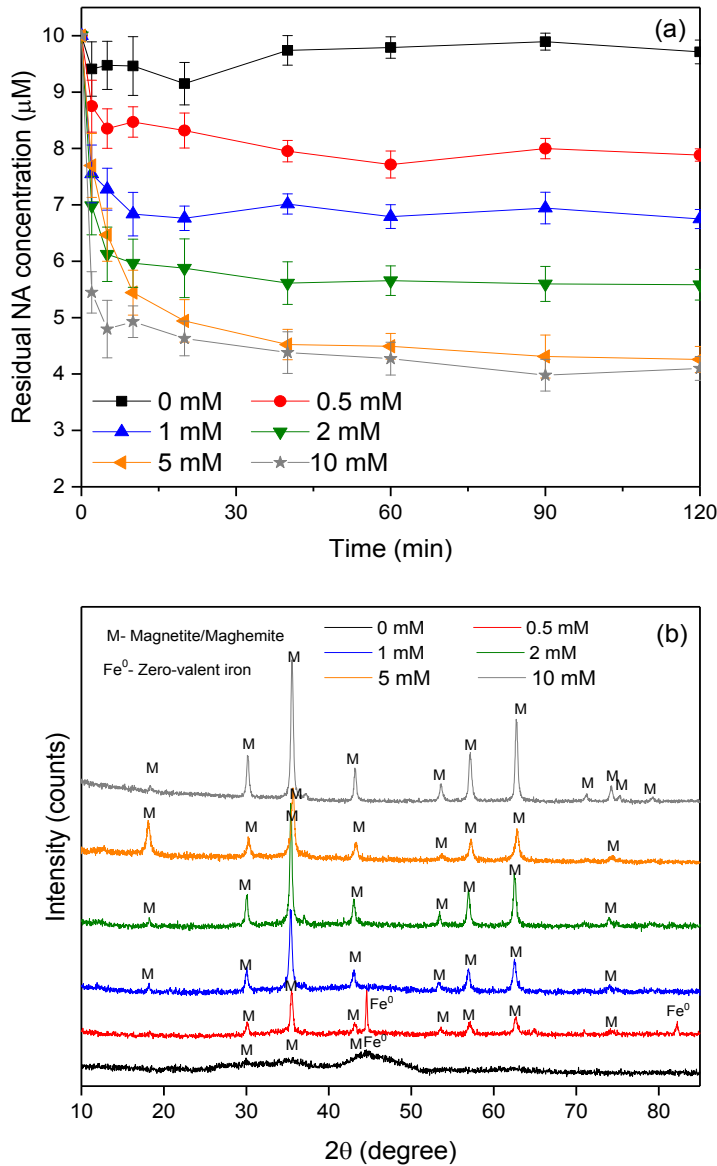 (a)
10
9
8
7
6
5
4
3
2
Residual NA concentration (μM)
0 mM
0.5 mM
1 mM
2 mM
5 mM
10 mM
0
30
60
90
120
Time (min)
(b)
M- Magnetite/Maghemite
Fe⁰- Zero-valent iron
0 mM
0.5 mM
1 mM
2 mM
5 mM
10 mM
Intensity (counts)
M M M M M M M M M M M
M M M M M M M M
M M M M M M M M
M M M M M M M M
M M M Fe⁰ M M M M Fe⁰
M M M Fe⁰
10
20
30
40
50
60
70
80
2θ (degree)